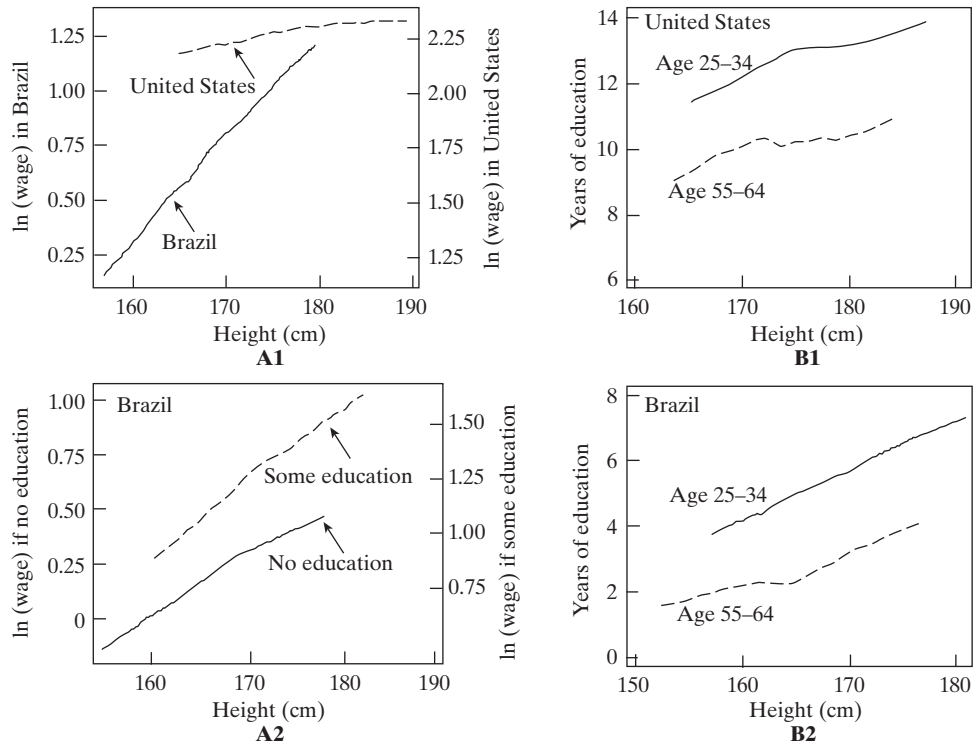 ln (wage) in Brazil
1.25
1.00
0.75
0.50
0.25
United States
Brazil
2.25
2.00
1.75
1.50
1.25
ln (wage) in United States
160
170
180
190
Height (cm)
A1
Years of education
14
12
10
8
6
United States
Age 25–34
Age 55–64
160
170
180
190
Height (cm)
B1
ln (wage) if no education
1.00
0.75
0.50
0.25
0
Brazil
Some education
No education
1.50
1.25
1.00
0.75
ln (wage) if some education
160
170
180
190
Height (cm)
A2
Years of education
8
6
4
2
0
Brazil
Age 25–34
Age 55–64
150
160
170
180
Height (cm)
B2